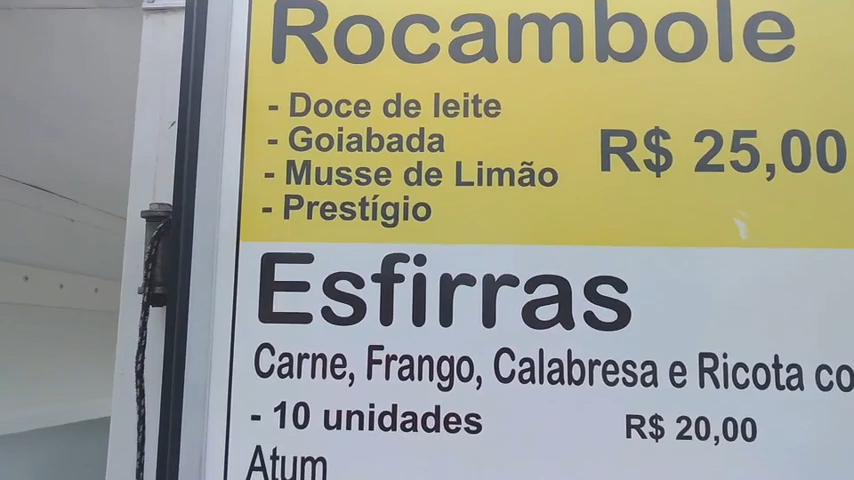 Rocambole
- Doce de leite
- Goiabada
- Musse de Limão
- Prestígio
R$ 25,00
Esfirras
Carne, Frango, Calabresa e Ricota co
- 10 unidades R$ 20,00
Atum